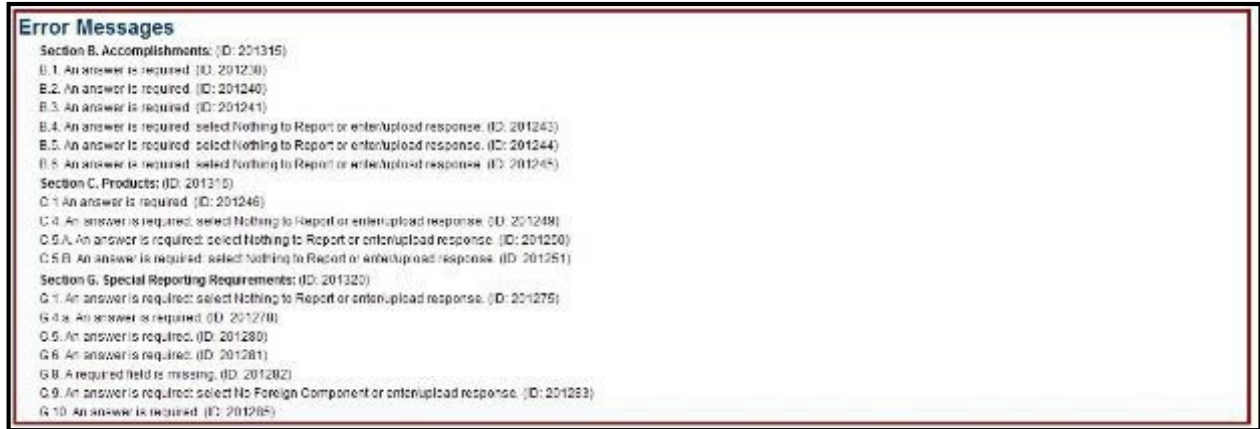 Error Messages
Section B. Accomplishments: (ID: 201315)
B.1. An answer is required. (ID: 201238)
B.2. An answer is required. (ID: 201240)
B.3. An answer is required. (ID: 201241)
B.4. An answer is required: select Nothing to Report or enter/upload response. (ID: 201243)
B.5. An answer is required: select Nothing to Report or enter/upload response. (ID: 201244)
B.6. An answer is required: select Nothing to Report or enter/upload response. (ID: 201245)
Section C. Products: (ID: 201316)
C.1 An answer is required. (ID: 201246)
C.4. An answer is required: select Nothing to Report or enter/upload response. (ID: 201249)
C.5.A. An answer is required: select Nothing to Report or enter/upload response. (ID: 201250)
C.5.B. An answer is required: select Nothing to Report or enter/upload response. (ID: 201251)
Section G. Special Reporting Requirements: (ID: 201320)
G.1. An answer is required: select Nothing to Report or enter/upload response. (ID: 201275)
G.4.a. An answer is required. (ID: 201278)
G.5. An answer is required. (ID: 201280)
G.6. An answer is required. (ID: 201281)
G.8. A required field is missing. (ID: 201282)
G.9. An answer is required: select No Foreign Component or enter/upload response. (ID: 201283)
G.10. An answer is required. (ID: 201285)